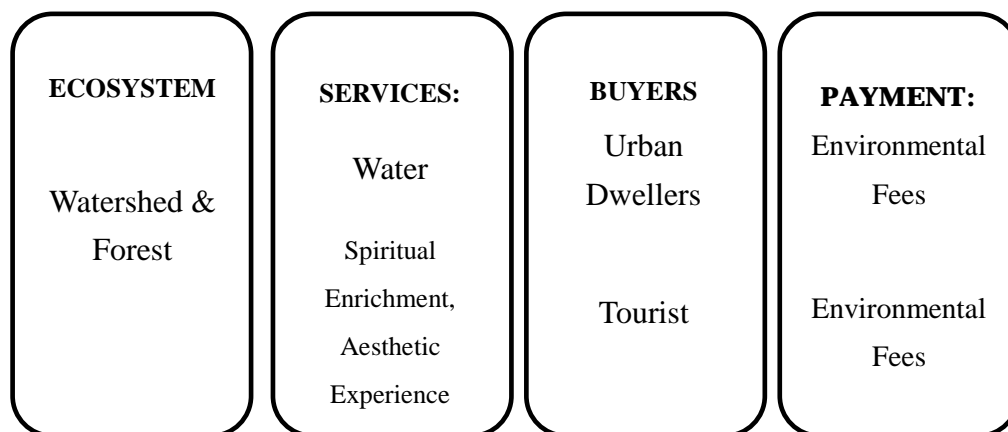 ECOSYSTEM
Watershed &
Forest
SERVICES:
Water
Spiritual
Enrichment,
Aesthetic
Experience
BUYERS
Urban
Dwellers
Tourist
PAYMENT:
Environmental
Fees
Environmental
Fees